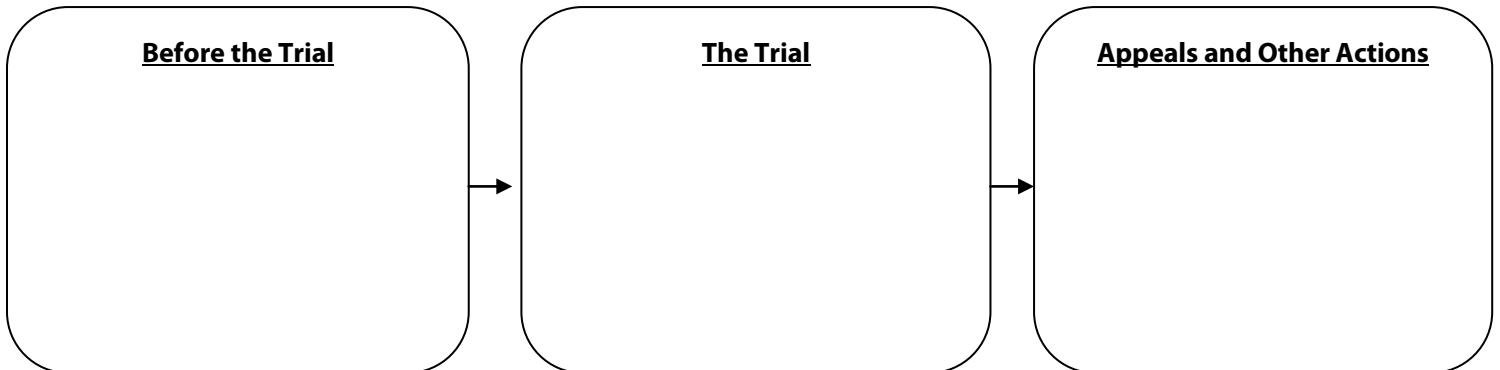 Before the Trial
The Trial
Appeals and Other Actions